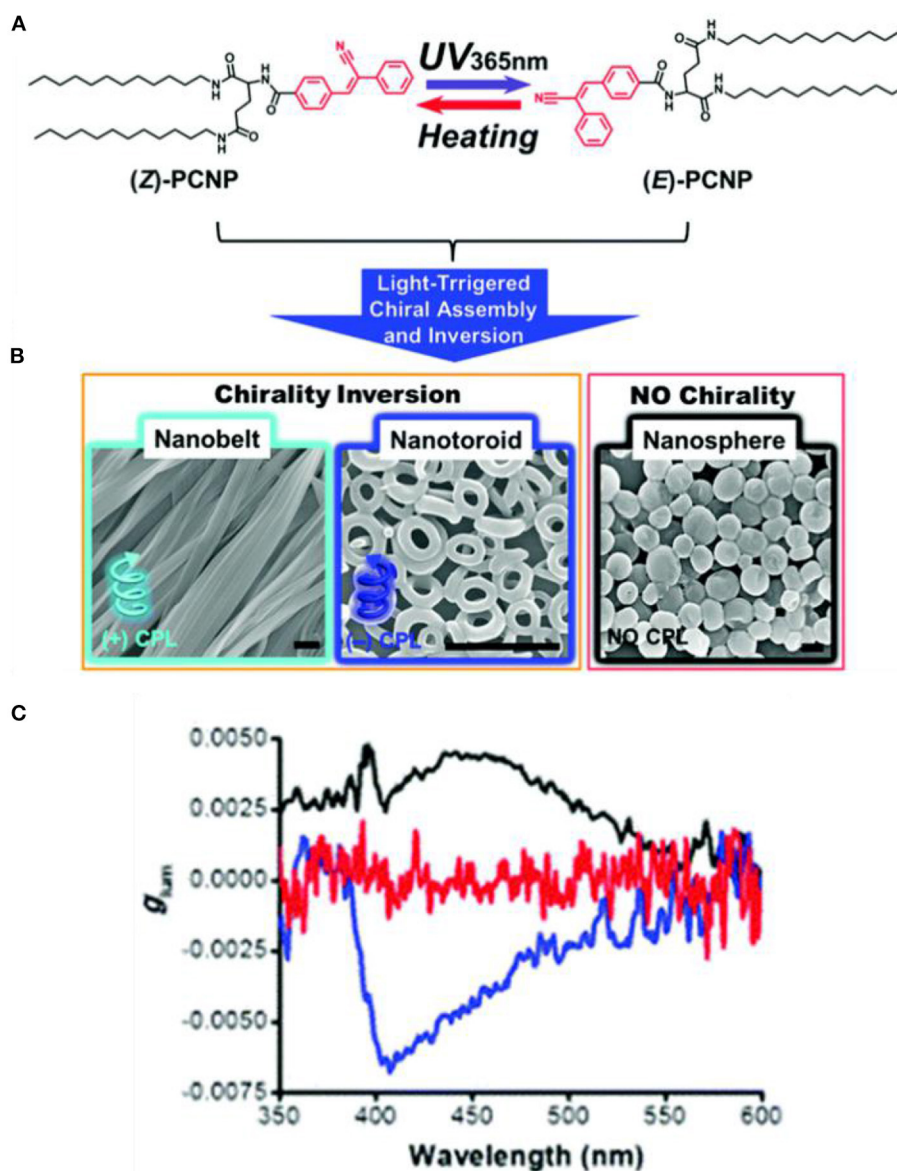 A
N
O
H
N
UV365nm
O
HN
N
H
O
N
O
N
H
O
H
N
N
H
O
N
H
O
Heating
(Z)-PCNP
(E)-PCNP
Light-Trrigered
Chiral Assembly
and Inversion
B
Chirality Inversion
NO Chirality
Nanobelt
Nanotoroid
Nanosphere
(+) CPL
(–) CPL
NO CPL
C
0.0050
0.0025
0.0000
-0.0025
-0.0050
-0.0075
glum
350
400
450
500
550
600
Wavelength (nm)